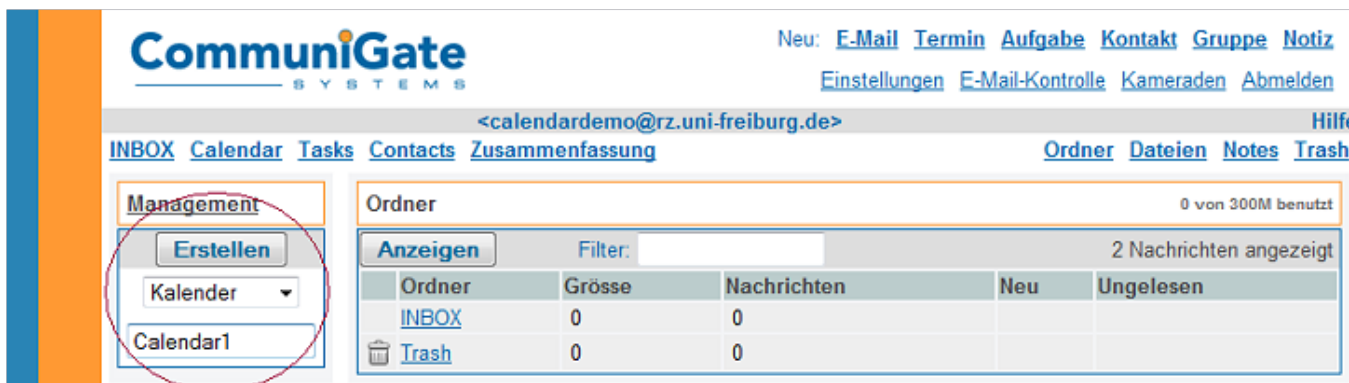 CommuniGate
SYSTEMS
Neu: E-Mail Termin Aufgabe Kontakt Gruppe Notiz
Einstellungen E-Mail-Kontrolle Kameraden Abmelden
<calendardemo@rz.uni-freiburg.de> Hilfe
INBOX Calendar Tasks Contacts Zusammenfassung Ordner Dateien Notes Trash
Management
Erstellen
Kalender
Calendar1
Ordner 0 von 300M benutzt
Anzeigen Filter: 2 Nachrichten angezeigt
Ordner Grösse Nachrichten Neu Ungelesen
INBOX 0 0
Trash 0 0